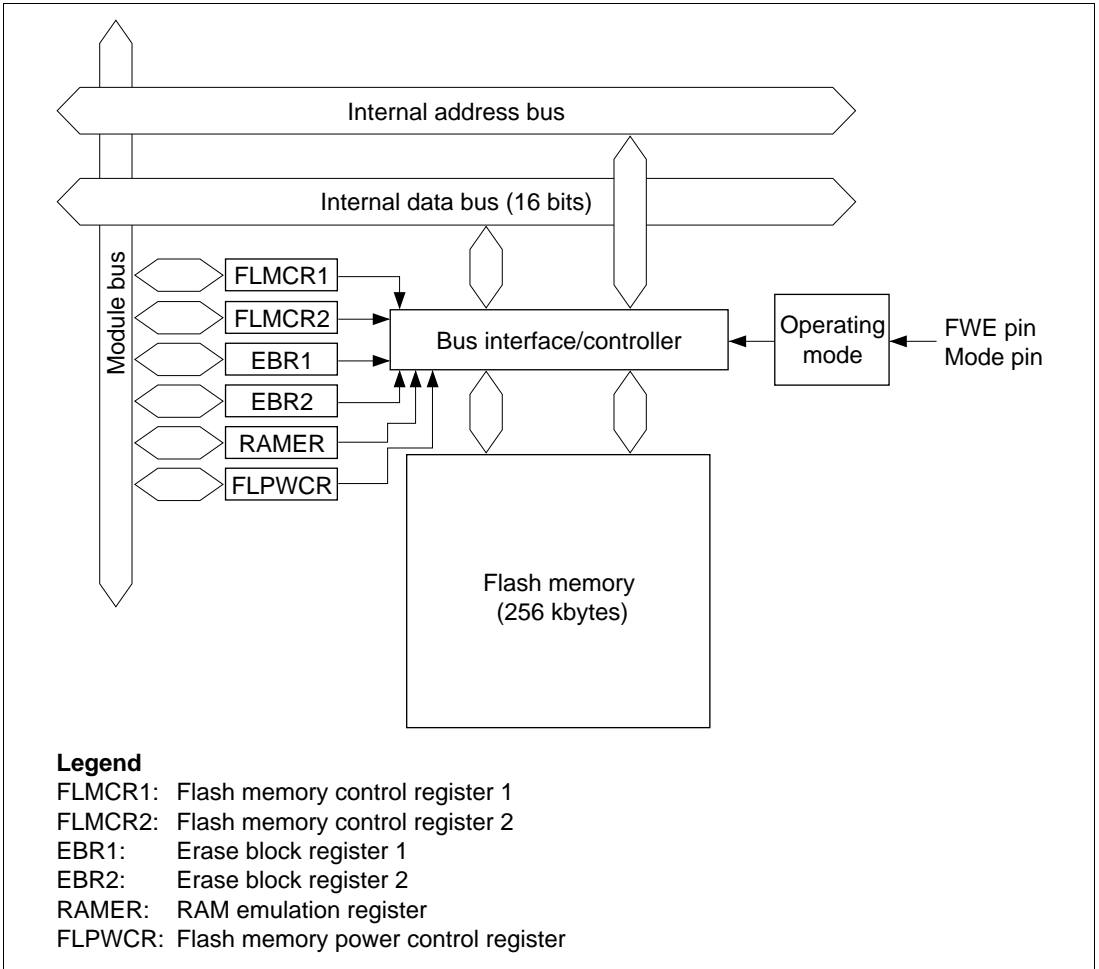 Internal address bus
Internal data bus (16 bits)
Module bus
FLMCR1
FLMCR2
EBR1
EBR2
RAMER
FLPWCR
Bus interface/controller
Operating
mode
FWE pin
Mode pin
Flash memory
(256 kbytes)
Legend
FLMCR1: Flash memory control register 1
FLMCR2: Flash memory control register 2
EBR1: Erase block register 1
EBR2: Erase block register 2
RAMER: RAM emulation register
FLPWCR: Flash memory power control register